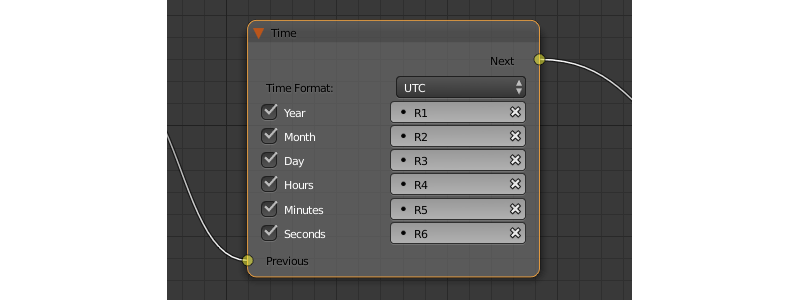 Time
Next
Time Format: UTC
Year R1
Month R2
Day R3
Hours R4
Minutes R5
Seconds R6
Previous